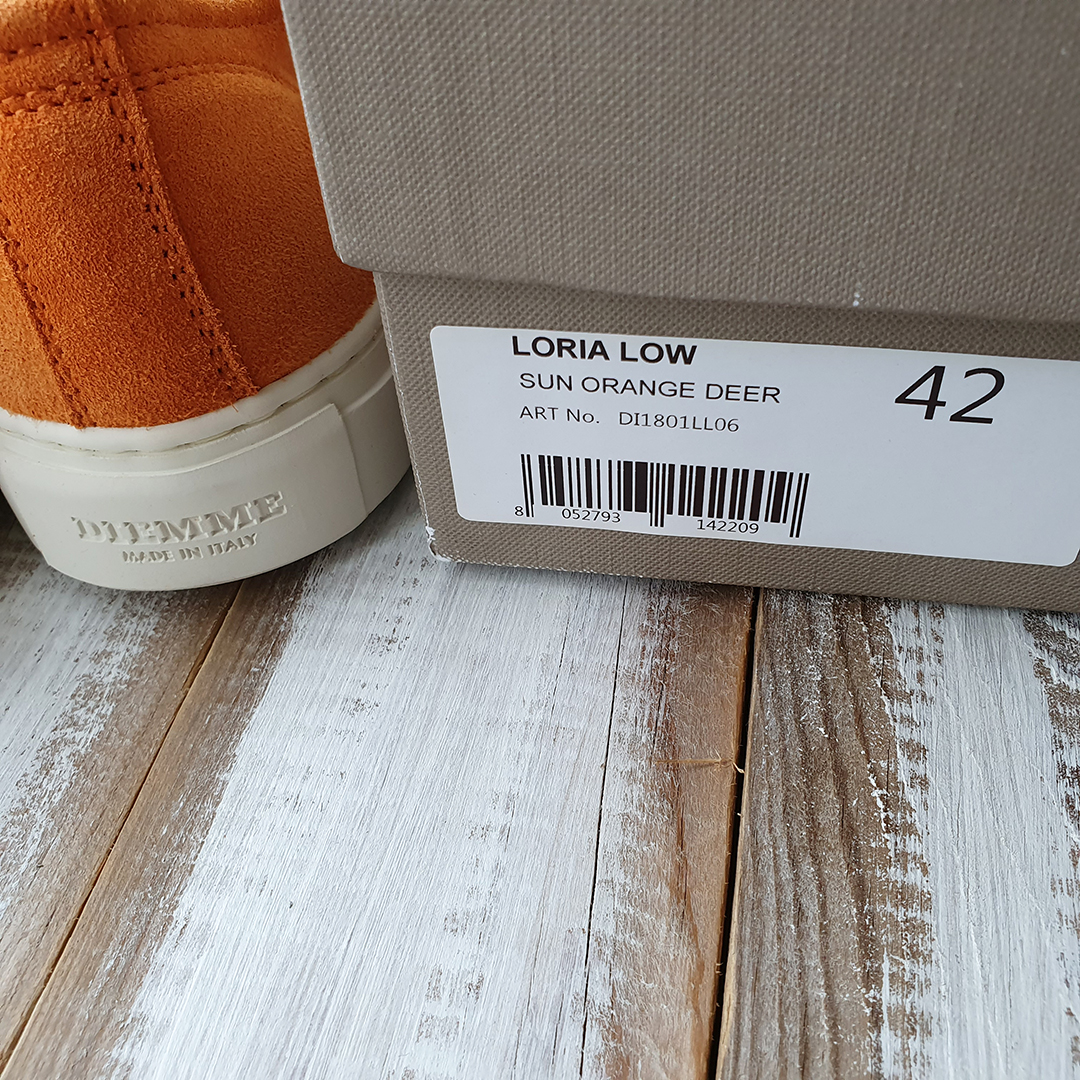 DIEMME
MADE IN ITALY
LORIA LOW
SUN ORANGE DEER
ART No. DI1801LL06
42
8 052793 142209